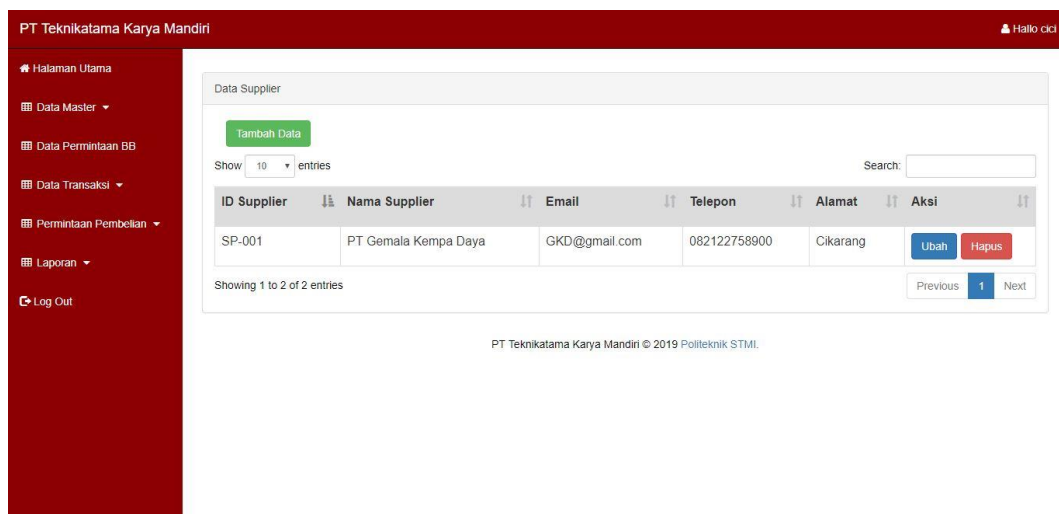 PT Teknikatama Karya Mandiri
Hallo cici
Halaman Utama
Data Master
Data Permintaan BB
Data Transaksi
Permintaan Pembelian
Laporan
Log Out
Data Supplier
Tambah Data
Show 10 entries
Search:
ID Supplier Nama Supplier Email Telepon Alamat Aksi
SP-001 PT Gemala Kempa Daya GKD@gmail.com 082122758900 Cikarang Ubah Hapus
Showing 1 to 2 of 2 entries
Previous 1 Next
PT Teknikatama Karya Mandiri © 2019 Politeknik STMI.